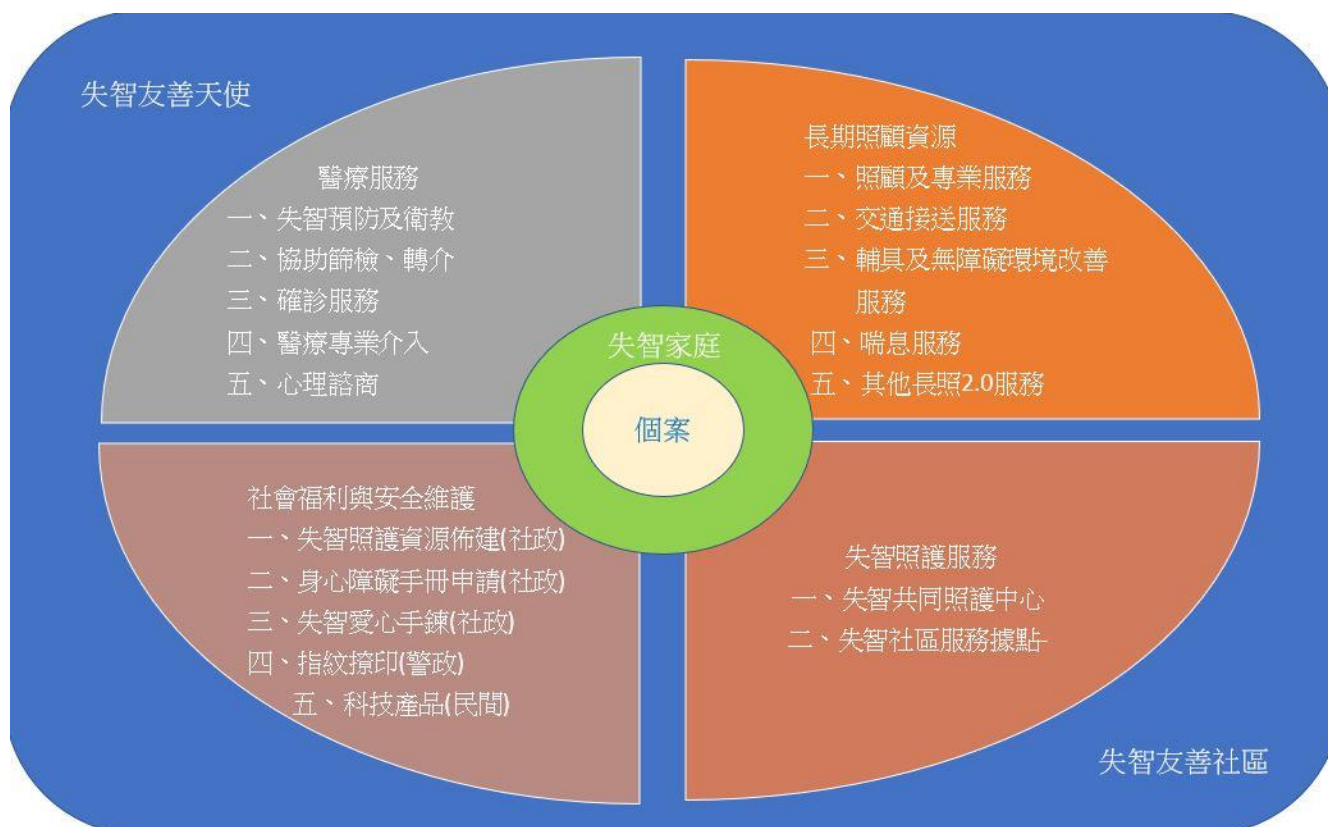 失智友善天使
醫療服務
一、失智預防及衛教
二、協助篩檢、轉介
三、確診服務
四、醫療專業介入
五、心理諮商
長期照顧資源
一、照顧及專業服務
二、交通接送服務
三、輔具及無障礙環境改善
服務
四、喘息服務
五、其他長照2.0服務
失智家庭
個案
社會福利與安全維護
一、失智照護資源佈建(社政)
二、身心障礙手冊申請(社政)
三、失智愛心手鍊(社政)
四、指紋捺印(警政)
五、科技產品(民間)
失智照護服務
一、失智共同照護中心
二、失智社區服務據點
失智友善社區